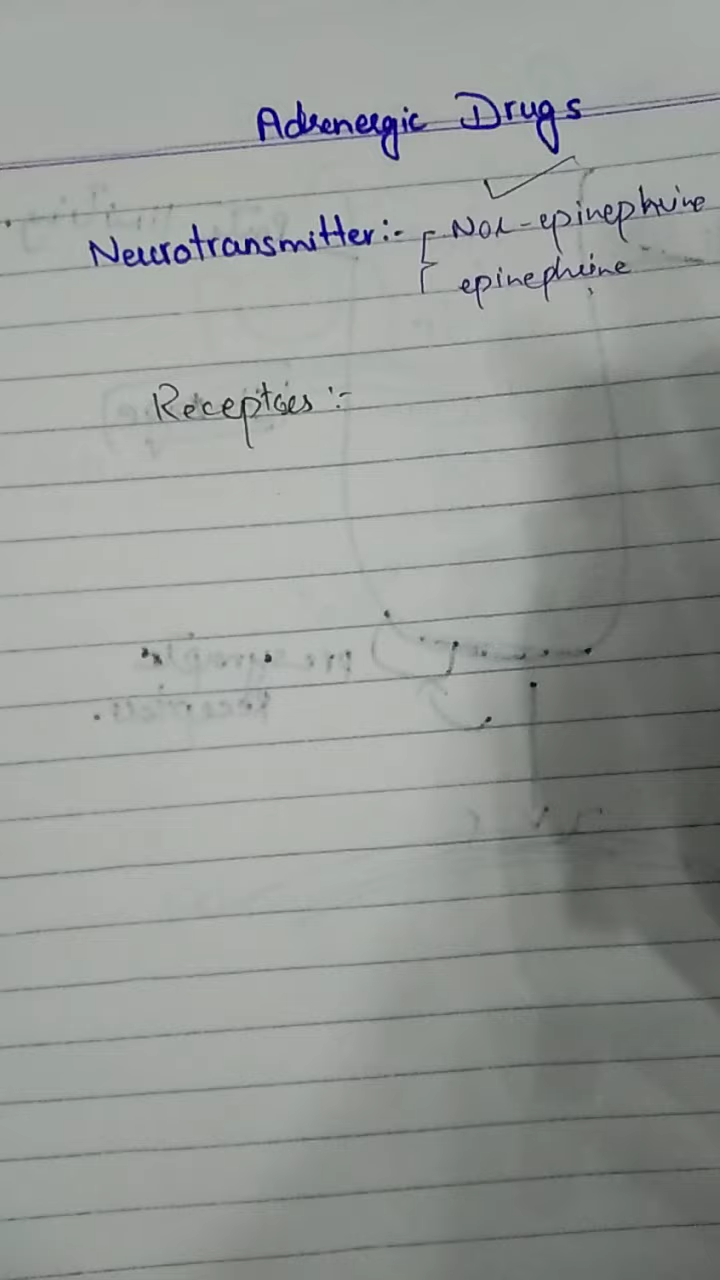 Adrenergic Drugs
Neurotransmitter:- Nor-epinephrine
epinephrine
Receptors :-